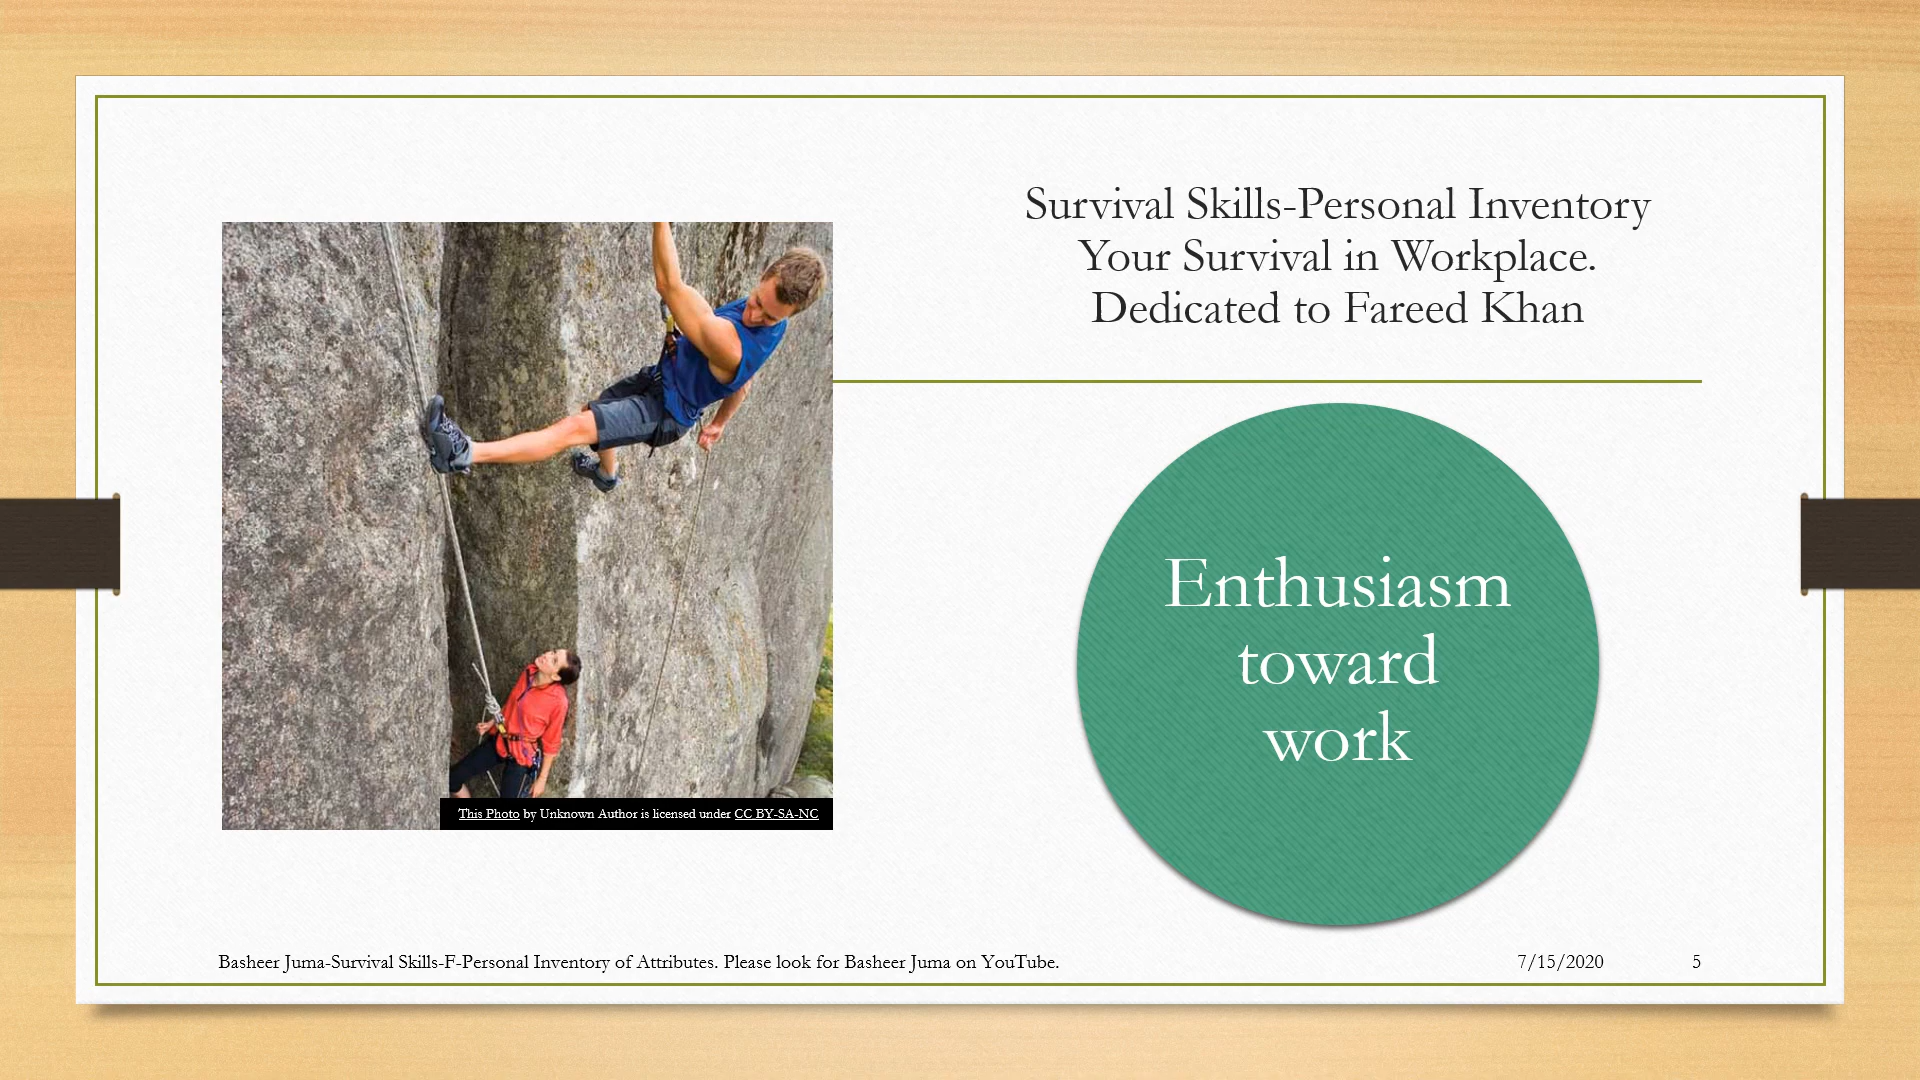 Survival Skills-Personal Inventory
Your Survival in Workplace.
Dedicated to Fareed Khan
Enthusiasm
toward
work
This Photo by Unknown Author is licensed under CC BY-SA-NC
Basheer Juma-Survival Skills-F-Personal Inventory of Attributes. Please look for Basheer Juma on YouTube.
7/15/2020
5